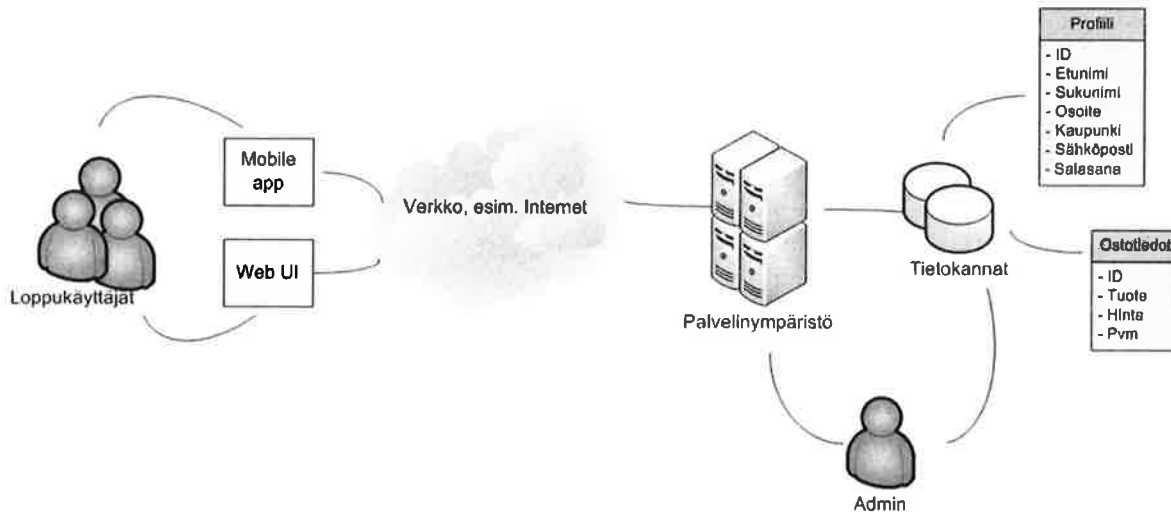 Loppukäyttäjät
Mobile
app
Web UI
Verkko, esim. Internet
Palvelinympäristö
Tietokannat
Profiili
- ID
- Etunimi
- Sukunimi
- Osoite
- Kaupunki
- Sähköposti
- Salasana
Ostotiedot
- ID
- Tuote
- Hinta
- Pvm
Admin